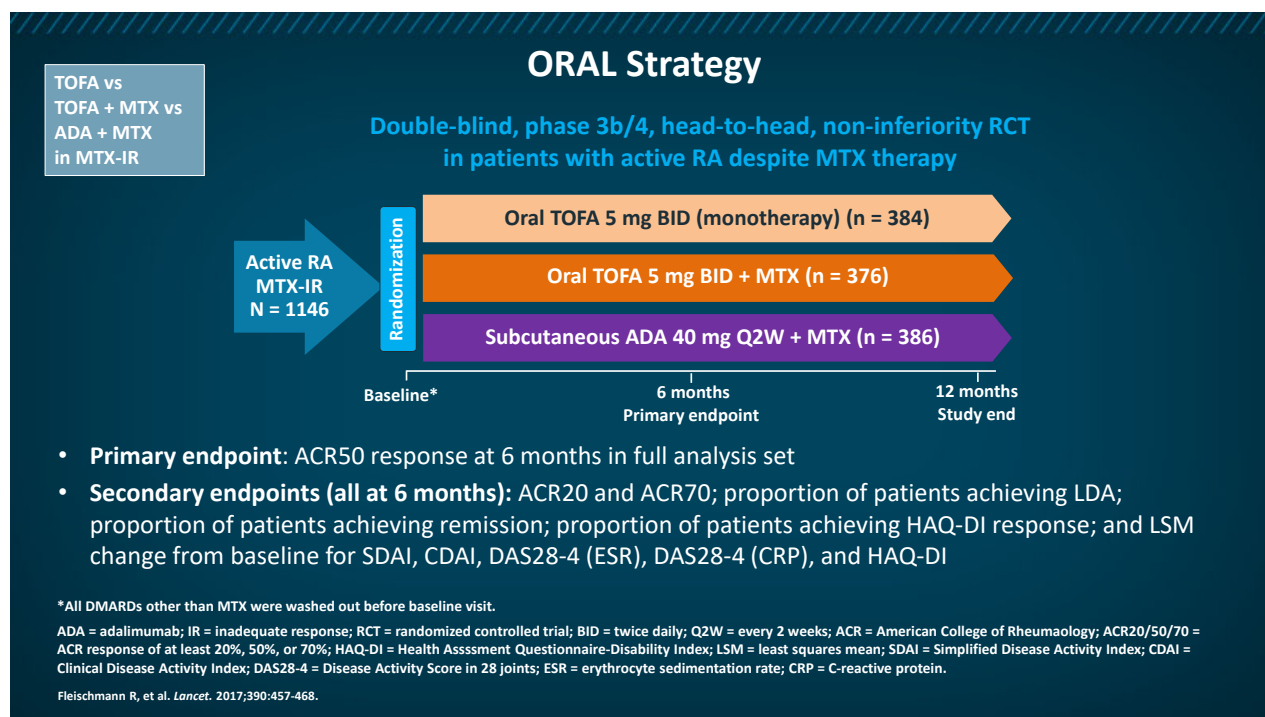 ORAL Strategy
TOFA vs
TOFA + MTX vs
ADA + MTX
in MTX-IR
Double-blind, phase 3b/4, head-to-head, non-inferiority RCT
in patients with active RA despite MTX therapy
Active RA
MTX-IR
N = 1146
Randomization
Oral TOFA 5 mg BID (monotherapy) (n = 384)
Oral TOFA 5 mg BID + MTX (n = 376)
Subcutaneous ADA 40 mg Q2W + MTX (n = 386)
Baseline*
6 months
Primary endpoint
12 months
Study end
• Primary endpoint: ACR50 response at 6 months in full analysis set
• Secondary endpoints (all at 6 months): ACR20 and ACR70; proportion of patients achieving LDA;
proportion of patients achieving remission; proportion of patients achieving HAQ-DI response; and LSM
change from baseline for SDAI, CDAI, DAS28-4 (ESR), DAS28-4 (CRP), and HAQ-DI
*All DMARDs other than MTX were washed out before baseline visit.
ADA = adalimumab; IR = inadequate response; RCT = randomized controlled trial; BID = twice daily; Q2W = every 2 weeks; ACR = American College of Rheumaology; ACR20/50/70 =
ACR response of at least 20%, 50%, or 70%; HAQ-DI = Health Assssment Questionnaire-Disability Index; LSM = least squares mean; SDAI = Simplified Disease Activity Index; CDAI =
Clinical Disease Activity Index; DAS28-4 = Disease Activity Score in 28 joints; ESR = erythrocyte sedimentation rate; CRP = C-reactive protein.
Fleischmann R, et al. Lancet. 2017;390:457-468.